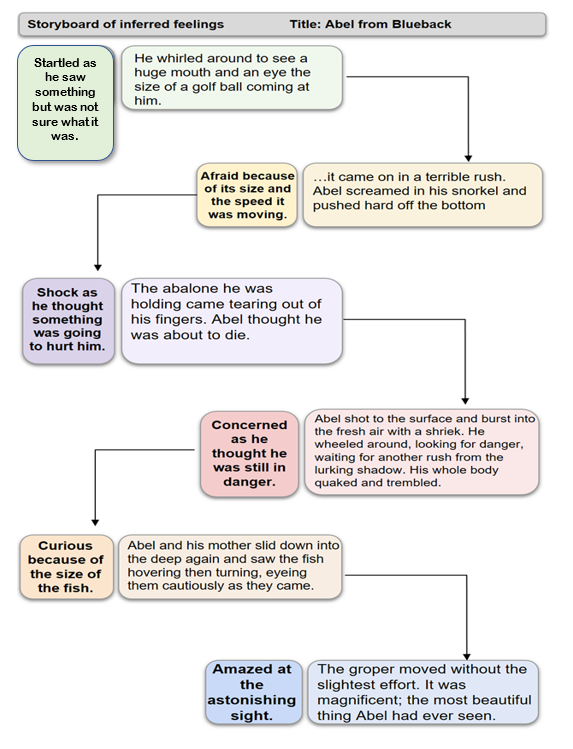 Storyboard of inferred feelings Title: Abel from Blueback
Startled as
he saw
something
but was not
sure what it
was.
He whirled around to see a
huge mouth and an eye the
size of a golf ball coming at
him.
Afraid because
of its size and
the speed it
was moving.
…it came on in a terrible rush.
Abel screamed in his snorkel and
pushed hard off the bottom
Shock as
he thought
something
was going
to hurt him.
The abalone he was
holding came tearing out of
his fingers. Abel thought he
was about to die.
Concerned
as he
thought he
was still in
danger.
Abel shot to the surface and burst into
the fresh air with a shriek. He
wheeled around, looking for danger,
waiting for another rush from the
lurking shadow. His whole body
quaked and trembled.
Curious
because of
the size of
the fish.
Abel and his mother slid down into
the deep again and saw the fish
hovering then turning, eyeing
them cautiously as they came.
Amazed at
the
astonishing
sight.
The groper moved without the
slightest effort. It was
magnificent; the most beautiful
thing Abel had ever seen.